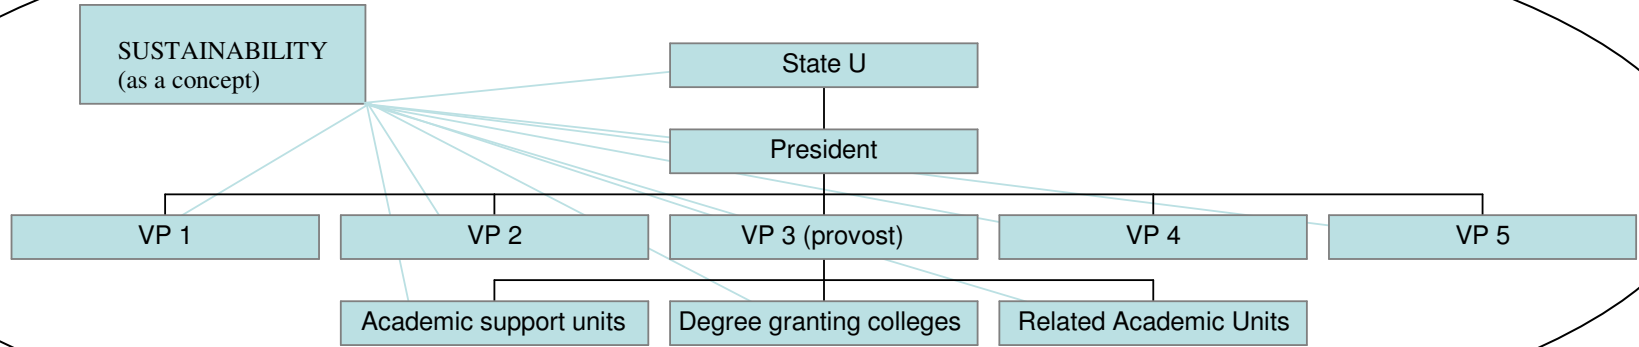 SUSTAINABILITY
(as a concept)
State U
President
VP 1
VP 2
VP 3 (provost)
VP 4
VP 5
Academic support units
Degree granting colleges
Related Academic Units